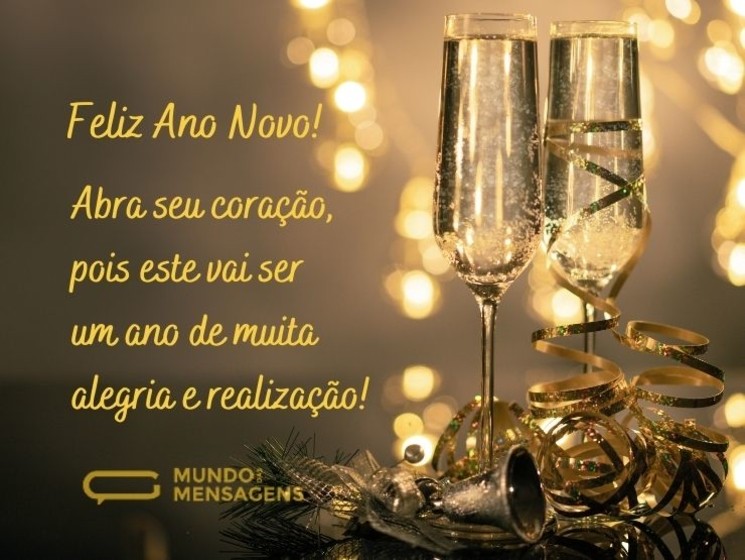 Feliz Ano Novo!
Abra seu coração,
pois este vai ser
um ano de muita
alegria e realização!
MUNDO DAS
MENSAGENS